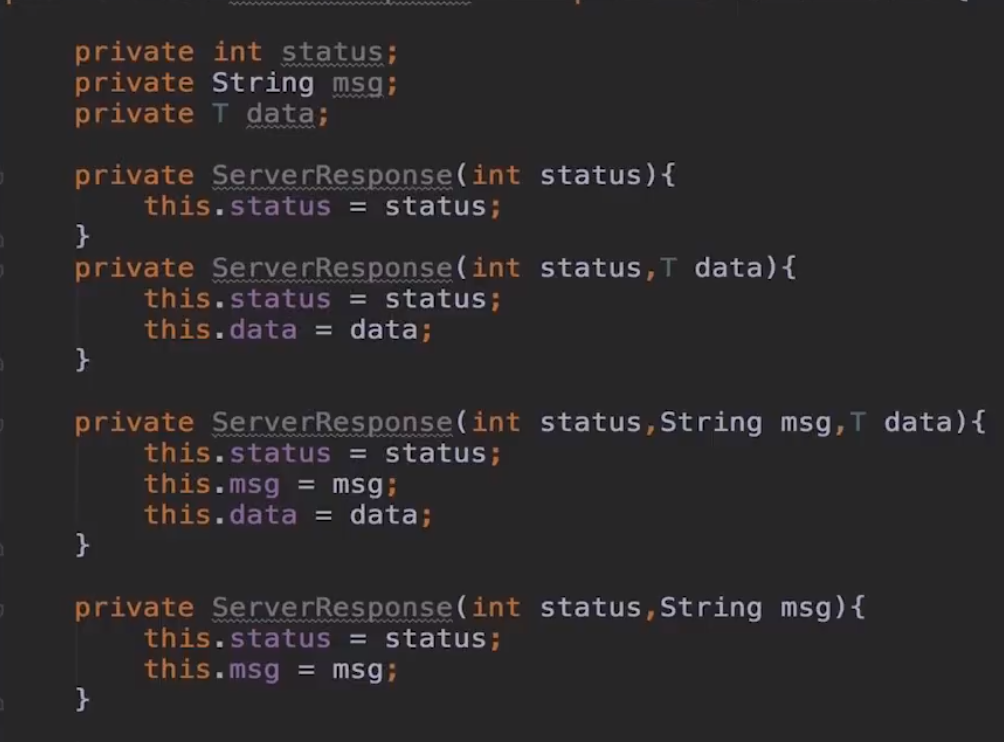 private int status;
private String msg;
private T data;
private ServerResponse(int status){
this.status = status;
}
private ServerResponse(int status,T data){
this.status = status;
this.data = data;
}
private ServerResponse(int status,String msg,T data){
this.status = status;
this.msg = msg;
this.data = data;
}
private ServerResponse(int status,String msg){
this.status = status;
this.msg = msg;
}